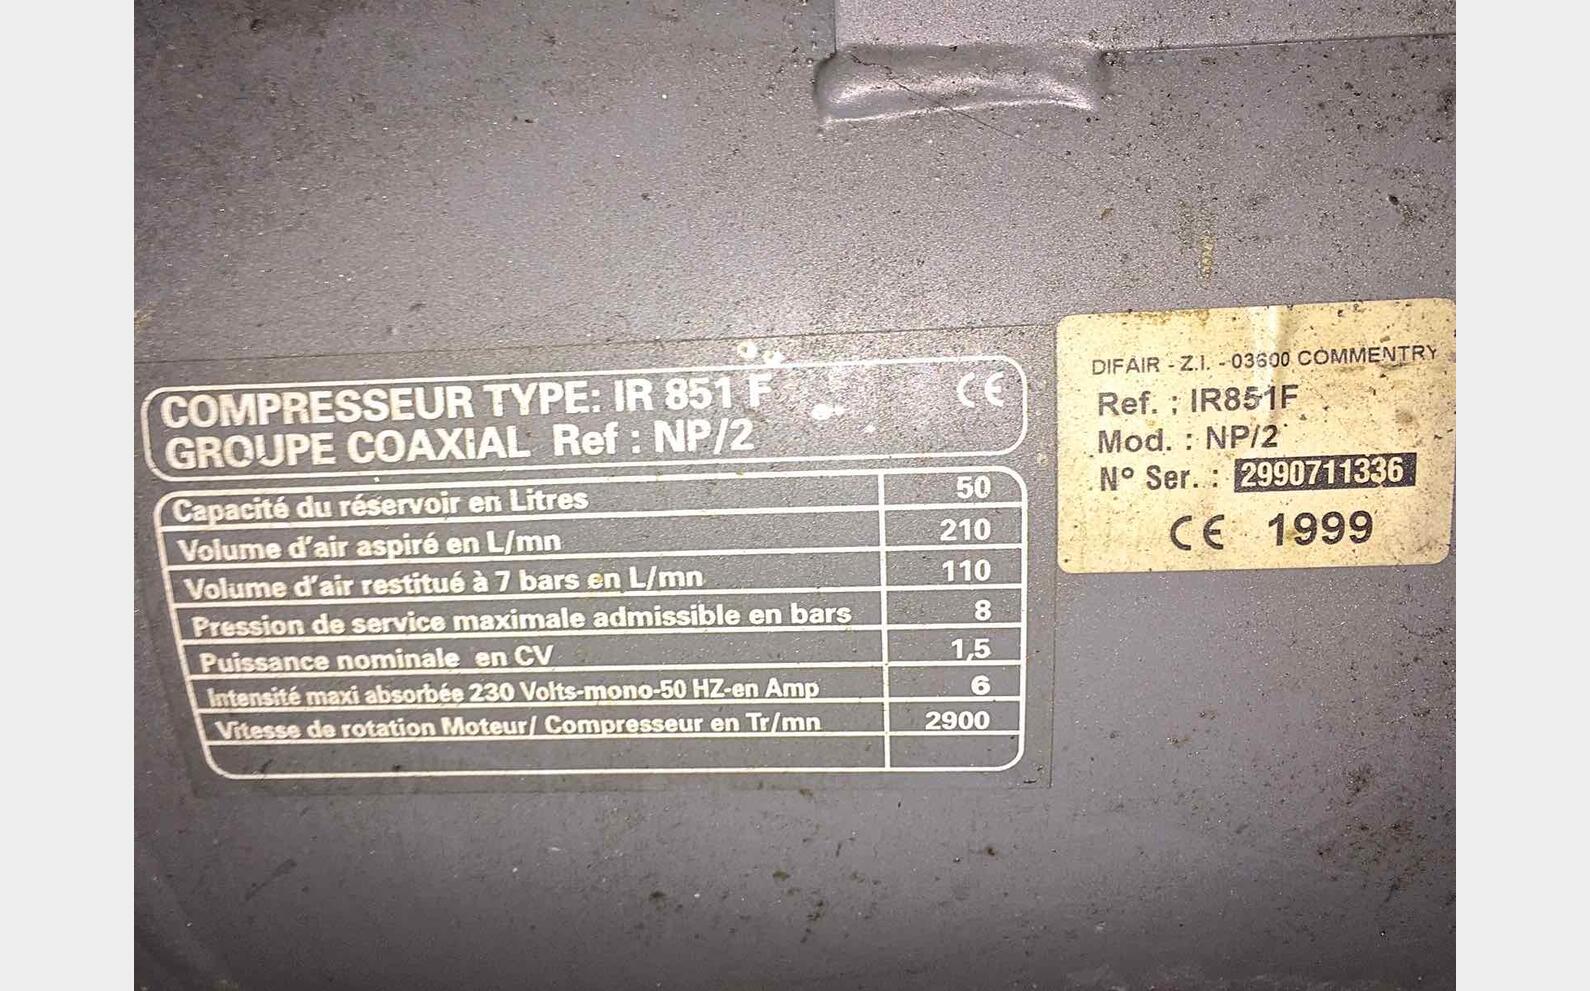 COMPRESSEUR TYPE: IR 851 F CE
GROUPE COAXIAL Ref : NP/2
Capacité du réservoir en Litres 50
Volume d'air aspiré en L/mn 210
Volume d'air restitué à 7 bars en L/mn 110
Pression de service maximale admissible en bars 8
Puissance nominale en CV 1,5
Intensité maxi absorbée 230 Volts-mono-50 HZ-en Amp 6
Vitesse de rotation Moteur/ Compresseur en Tr/mn 2900
DIFAIR - Z.I. - 03600 COMMENTRY
Ref. : IR851F
Mod. : NP/2
N° Ser. : 2990711336
CE 1999